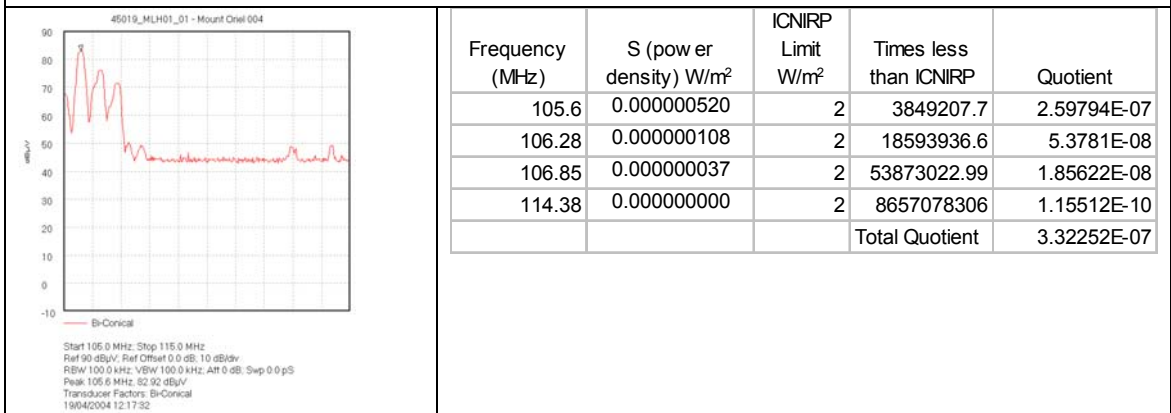 45019_MLH01_01 - Mount Oriel 004
90
80
70
60
50
40
30
20
10
0
-10
dBµV
Bi-Conical
Start 105.0 MHz; Stop 115.0 MHz
Ref 90 dBµV; Ref Offset 0.0 dB; 10 dB/div
RBW 100.0 kHz; VBW 100.0 kHz; Att 0 dB; Swp 0.0 pS
Peak 105.6 MHz, 82.92 dBµV
Transducer Factors: Bi-Conical
19/04/2004 12:17:32
Frequency (MHz) S (pow er density) W/m² ICNIRP Limit W/m² Times less than ICNIRP Quotient
105.6 0.000000520 2 3849207.7 2.59794E-07
106.28 0.000000108 2 18593936.6 5.3781E-08
106.85 0.000000037 2 53873022.99 1.85622E-08
114.38 0.000000000 2 8657078306 1.15512E-10
Total Quotient 3.32252E-07